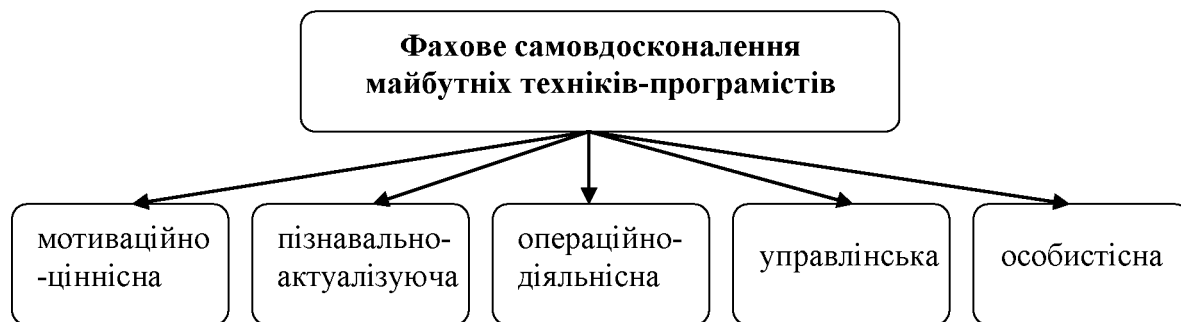 Фахове самовдосконалення
майбутніх техніків-програмістів
мотиваційно
-ціннісна
пізнавально-
актуалізуюча
операційно-
діяльнісна
управлінська
особистісна